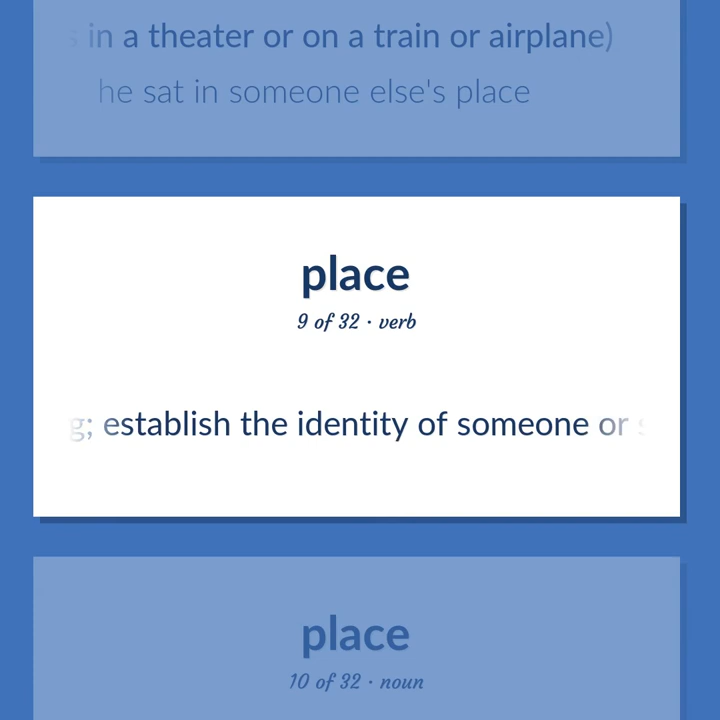 in a theater or on a train or airplane)
he sat in someone else's place
place
9 of 32 · verb
g; establish the identity of someone or s
place
10 of 32 · noun